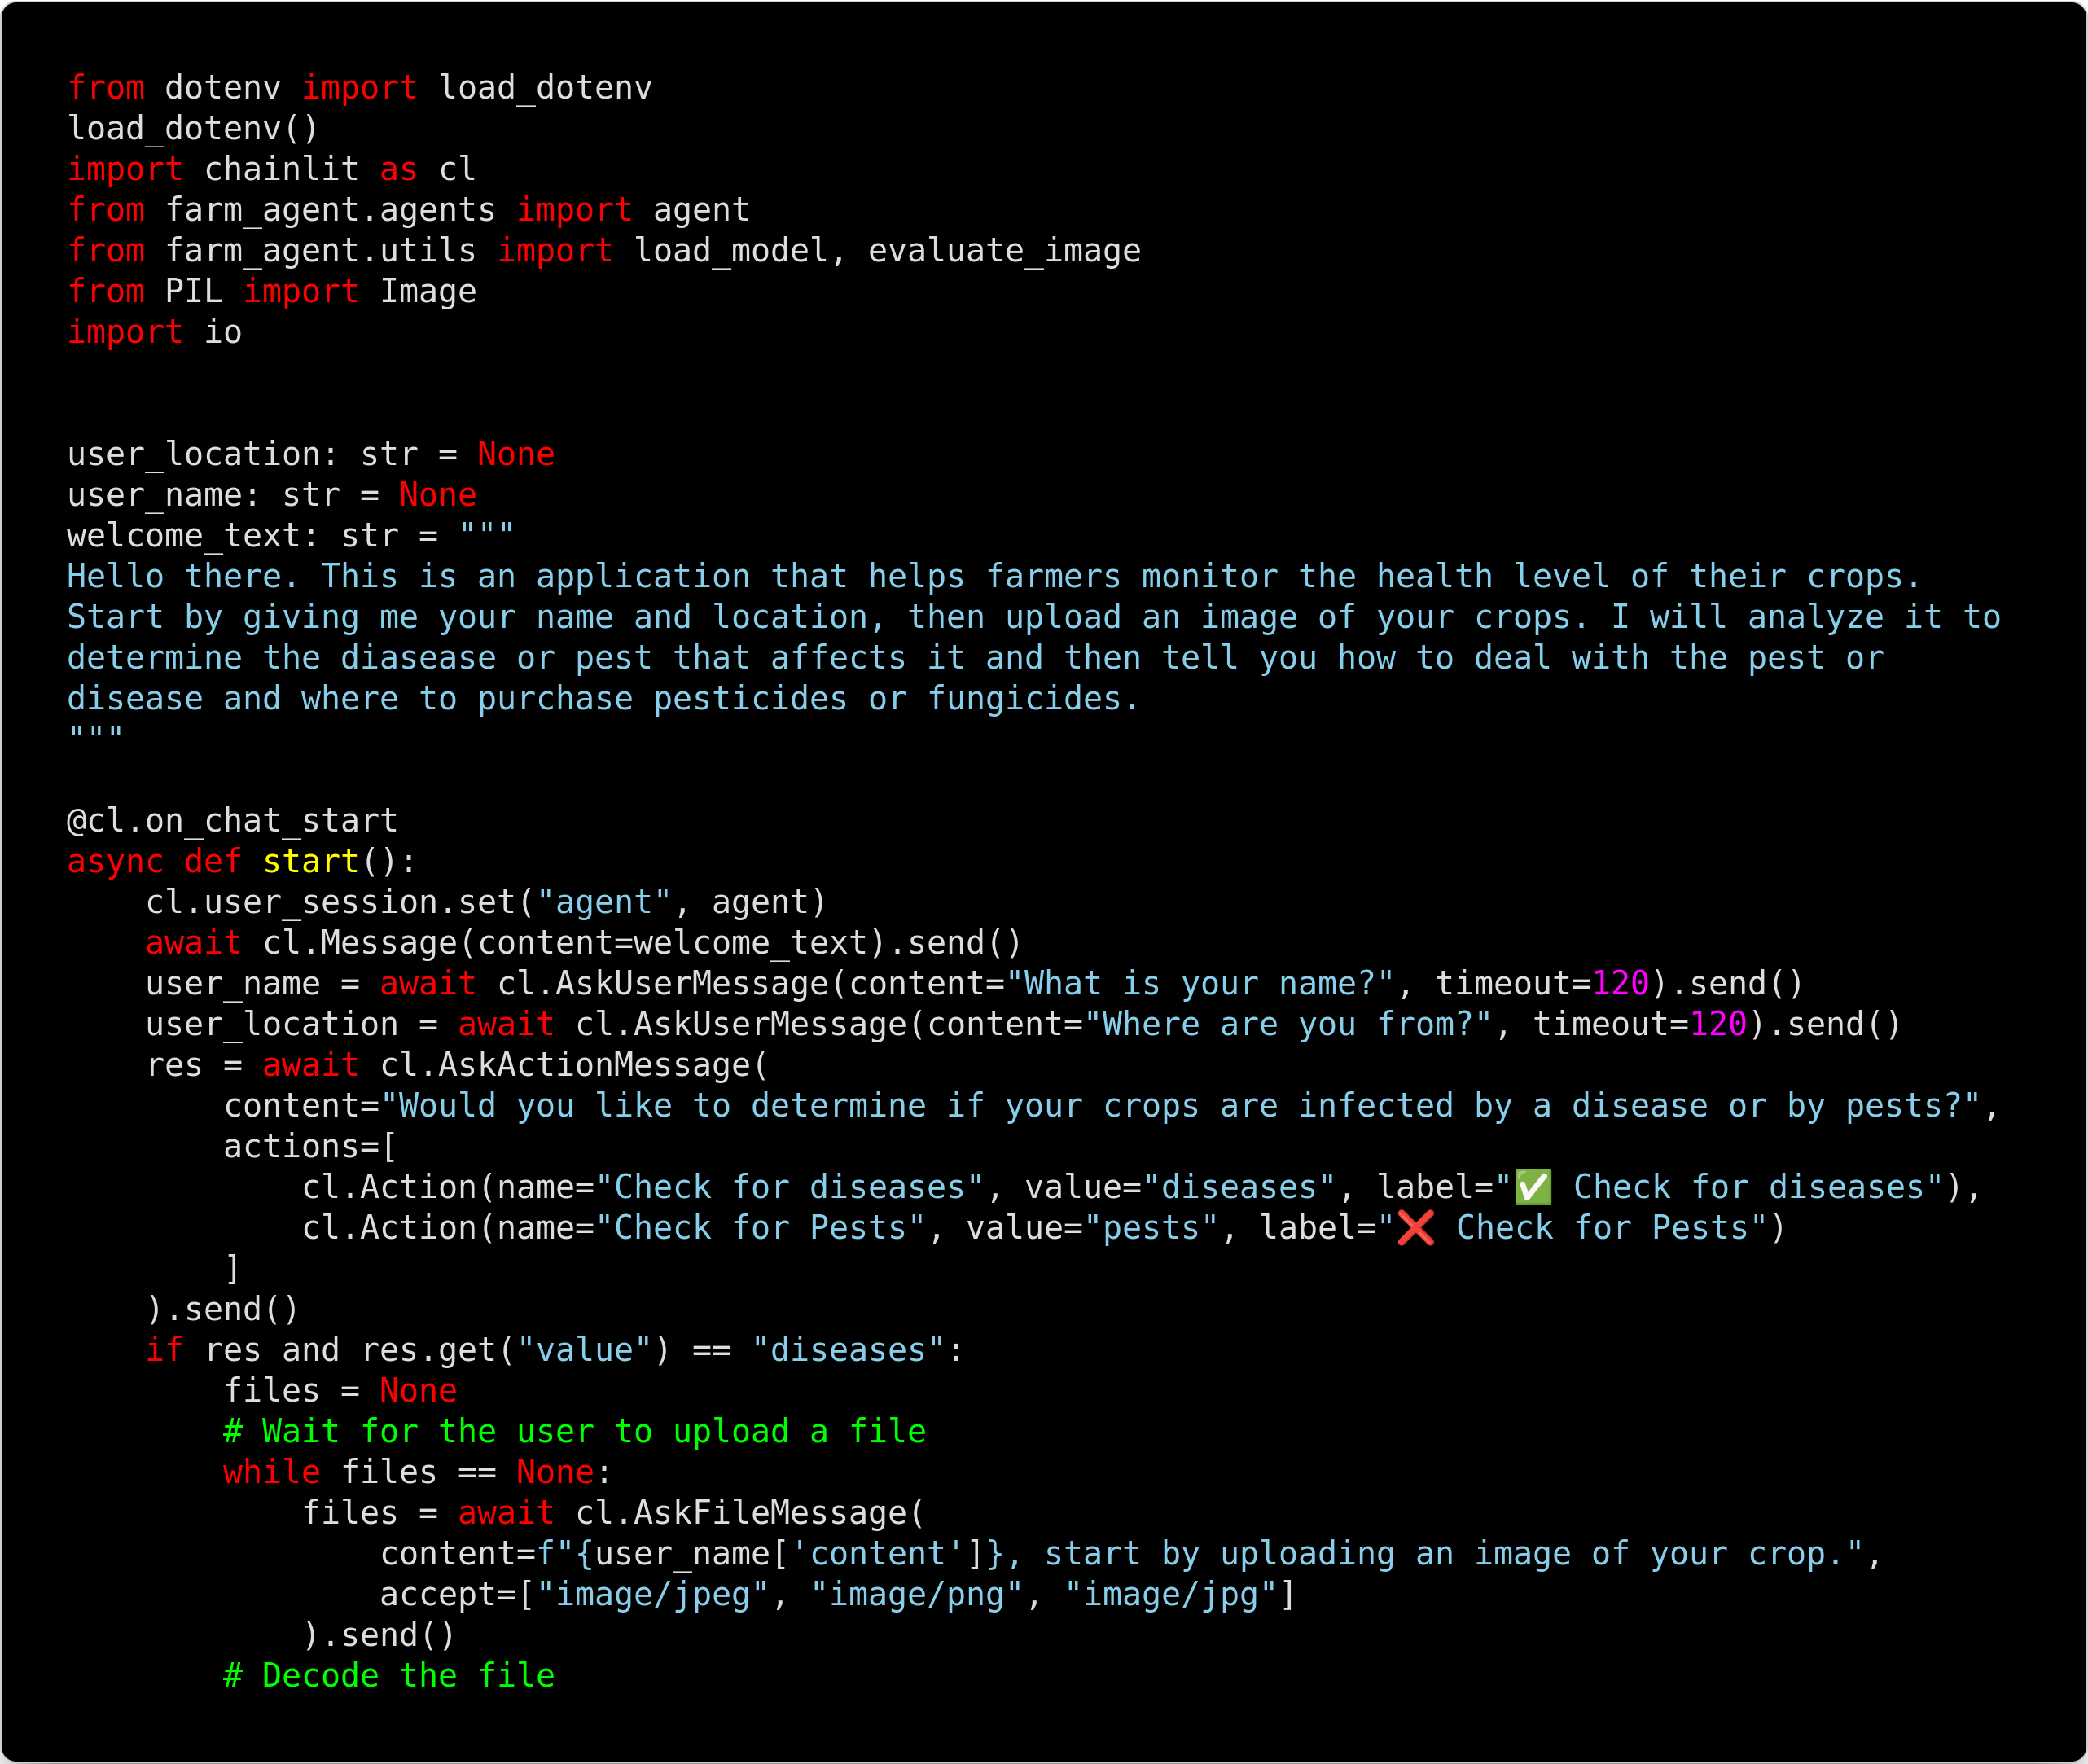 from dotenv import load_dotenv
load_dotenv()
import chainlit as cl
from farm_agent.agents import agent
from farm_agent.utils import load_model, evaluate_image
from PIL import Image
import io


user_location: str = None
user_name: str = None
welcome_text: str = """
Hello there. This is an application that helps farmers monitor the health level of their crops.
Start by giving me your name and location, then upload an image of your crops. I will analyze it to
determine the diasease or pest that affects it and then tell you how to deal with the pest or
disease and where to purchase pesticides or fungicides.
"""

@cl.on_chat_start
async def start():
    cl.user_session.set("agent", agent)
    await cl.Message(content=welcome_text).send()
    user_name = await cl.AskUserMessage(content="What is your name?", timeout=120).send()
    user_location = await cl.AskUserMessage(content="Where are you from?", timeout=120).send()
    res = await cl.AskActionMessage(
        content="Would you like to determine if your crops are infected by a disease or by pests?",
        actions=[
            cl.Action(name="Check for diseases", value="diseases", label="✅ Check for diseases"),
            cl.Action(name="Check for Pests", value="pests", label="❌ Check for Pests")
        ]
    ).send()
    if res and res.get("value") == "diseases":
        files = None
        # Wait for the user to upload a file
        while files == None:
            files = await cl.AskFileMessage(
                content=f"{user_name['content']}, start by uploading an image of your crop.",
                accept=["image/jpeg", "image/png", "image/jpg"]
            ).send()
        # Decode the file